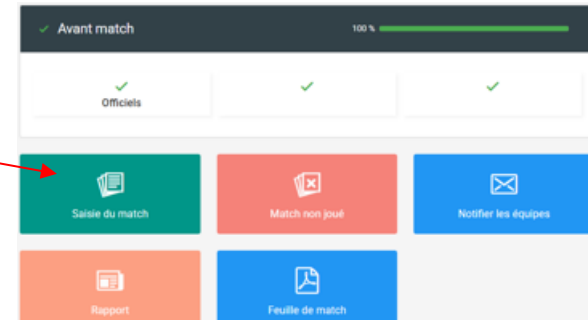 Avant match
100 %
Officiels
Saisie du match
Match non joué
Notifier les équipes
Rapport
Feuille de match